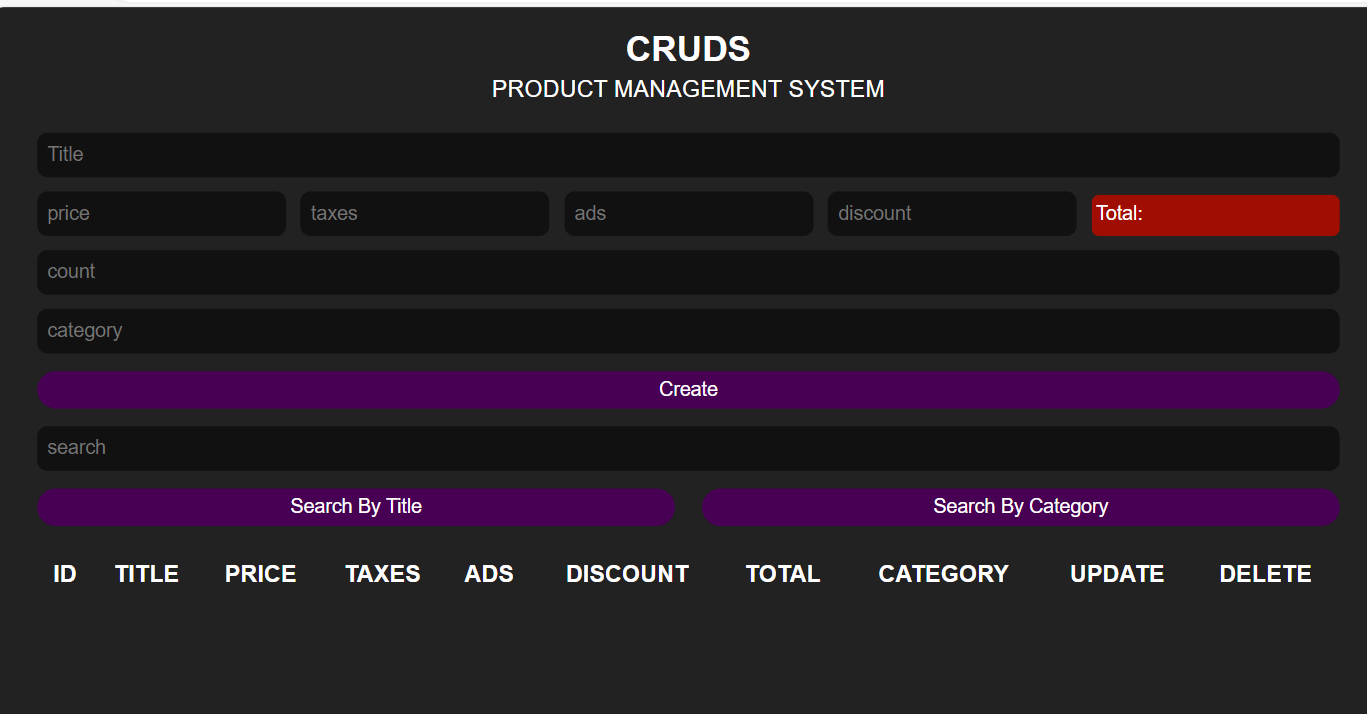 CRUDS
PRODUCT MANAGEMENT SYSTEM
Title
price taxes ads discount Total:
count
category
Create
search
Search By Title Search By Category
ID TITLE PRICE TAXES ADS DISCOUNT TOTAL CATEGORY UPDATE DELETE